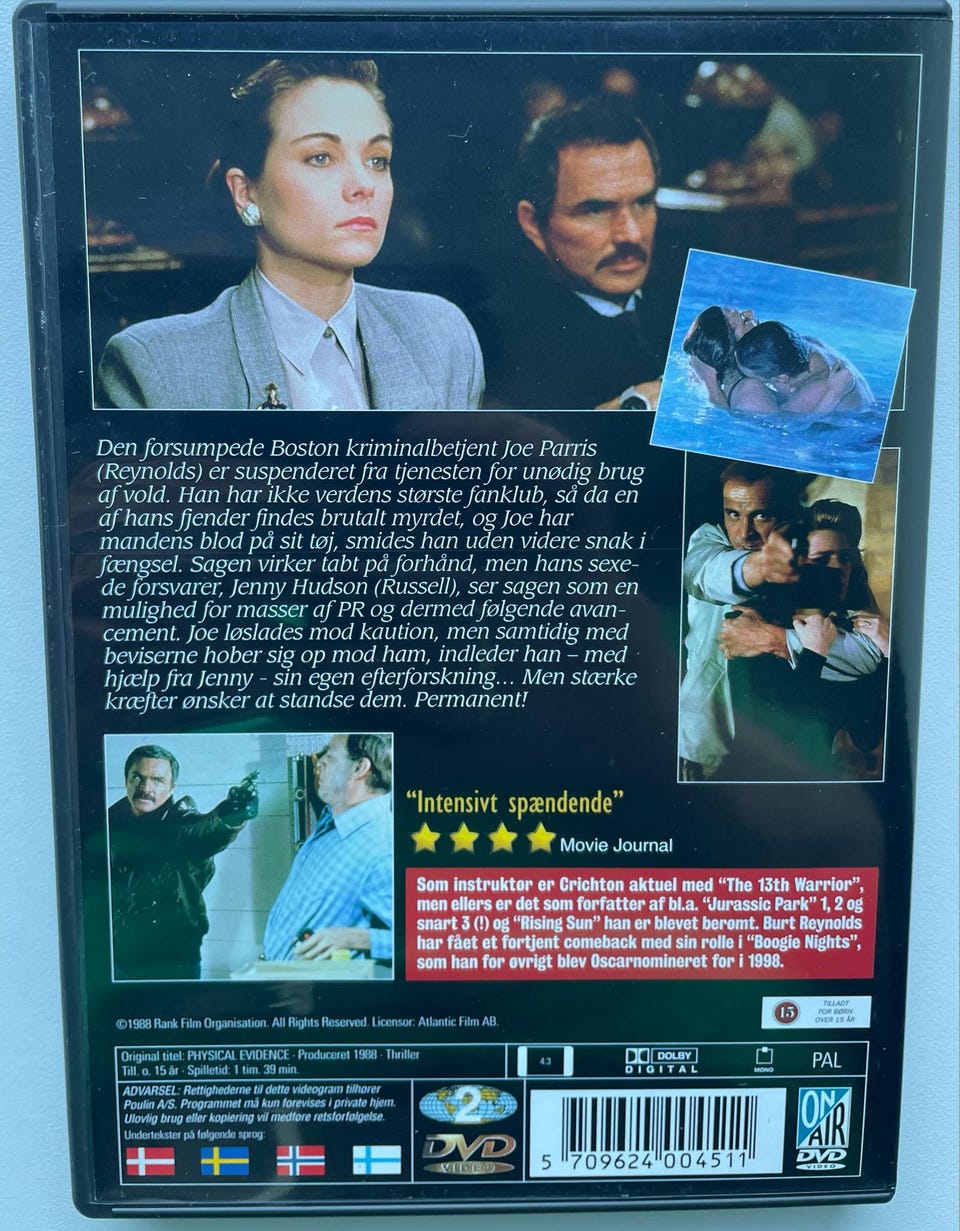 Den forsumpede Boston kriminalbetjent Joe Parris
(Reynolds) er suspenderet fra tjenesten for unødig brug
af vold. Han har ikke verdens største fanklub, så da en
af hans fjender findes brutalt myrdet, og Joe har
mandens blod på sit tøj, smides han uden videre snak i
fængsel. Sagen virker tabt på forhånd, men hans sexe-
de forsvarer, Jenny Hudson (Russell), ser sagen som en
mulighed for masser af PR og dermed følgende avan-
cement. Joe løslades mod kaution, men samtidig med
beviserne hober sig op mod ham, indleder han – med
hjælp fra Jenny - sin egen efterforskning... Men stærke
kræfter ønsker at standse dem. Permanent!
“Intensivt spændende”
Movie Journal
Som instruktør er Crichton aktuel med “The 13th Warrior”,
men ellers er det som forfatter af bl.a. “Jurassic Park” 1, 2 og
snart 3 (!) og “Rising Sun” han er blevet berømt. Burt Reynolds
har fået et fortjent comeback med sin rolle i “Boogie Nights”,
som han for øvrigt blev Oscarnomineret for i 1998.
15
TILLADT
FOR BØRN
OVER 15 ÅR
©1988 Rank Film Organisation. All Rights Reserved. Licensor: Atlantic Film AB.
Original titel: PHYSICAL EVIDENCE · Produceret 1988 · Thriller
Till. o. 15 år · Spilletid: 1 tim. 39 min.
4:3
DOLBY
DIGITAL
MONO
PAL
ADVARSEL: Rettighederne til dette videogram tilhører
Poulin A/S. Programmet må kun forevises i private hjem.
Ulovlig brug eller kopiering vil medføre retsforfølgelse.
Undertekster på følgende sprog:
2
DVD
VIDEO
5 709624 004511
ON
AIR
DVD
VIDEO